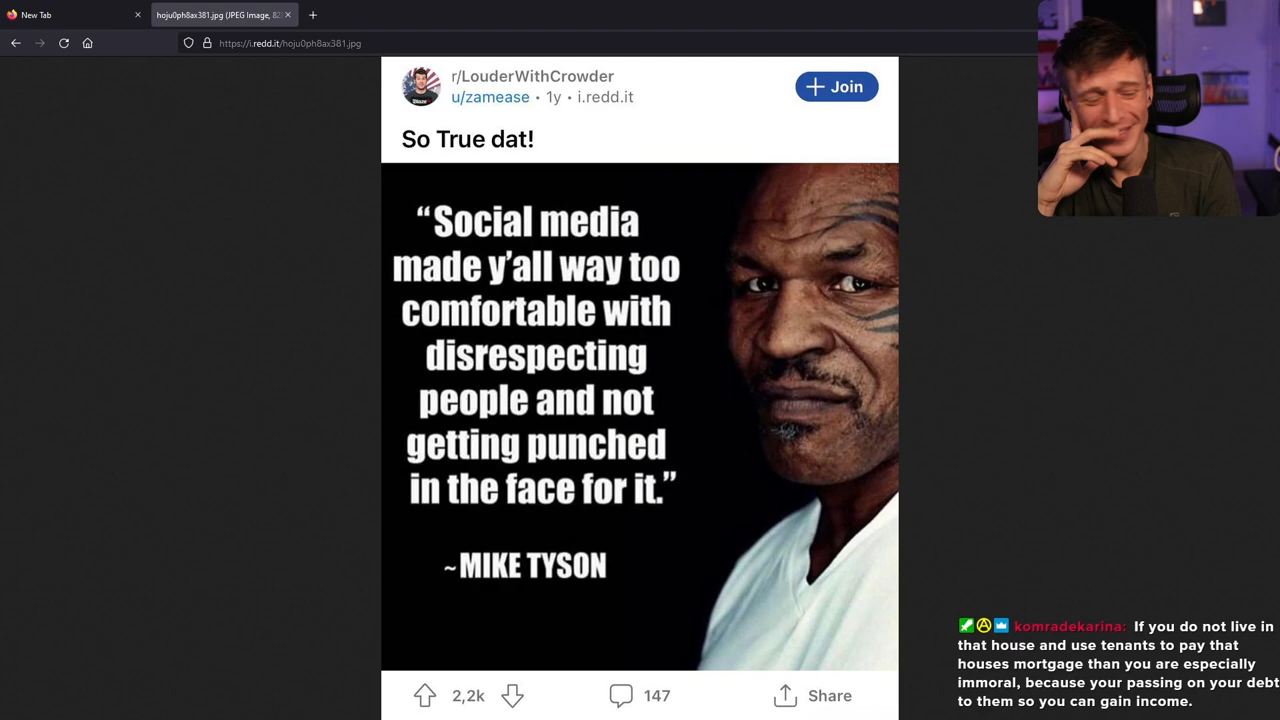 New Tab
hoju0ph8ax381.jpg (JPEG Image, 82
https://i.redd.it/hoju0ph8ax381.jpg
r/LouderWithCrowder
u/zamease • 1y • i.redd.it
Join
So True dat!
“Social media
made y’all way too
comfortable with
disrespecting
people and not
getting punched
in the face for it.”
~MIKE TYSON
2,2k
147
Share
komradekarina: If you do not live in
that house and use tenants to pay that
houses mortgage than you are especially
immoral, because your passing on your debt
to them so you can gain income.